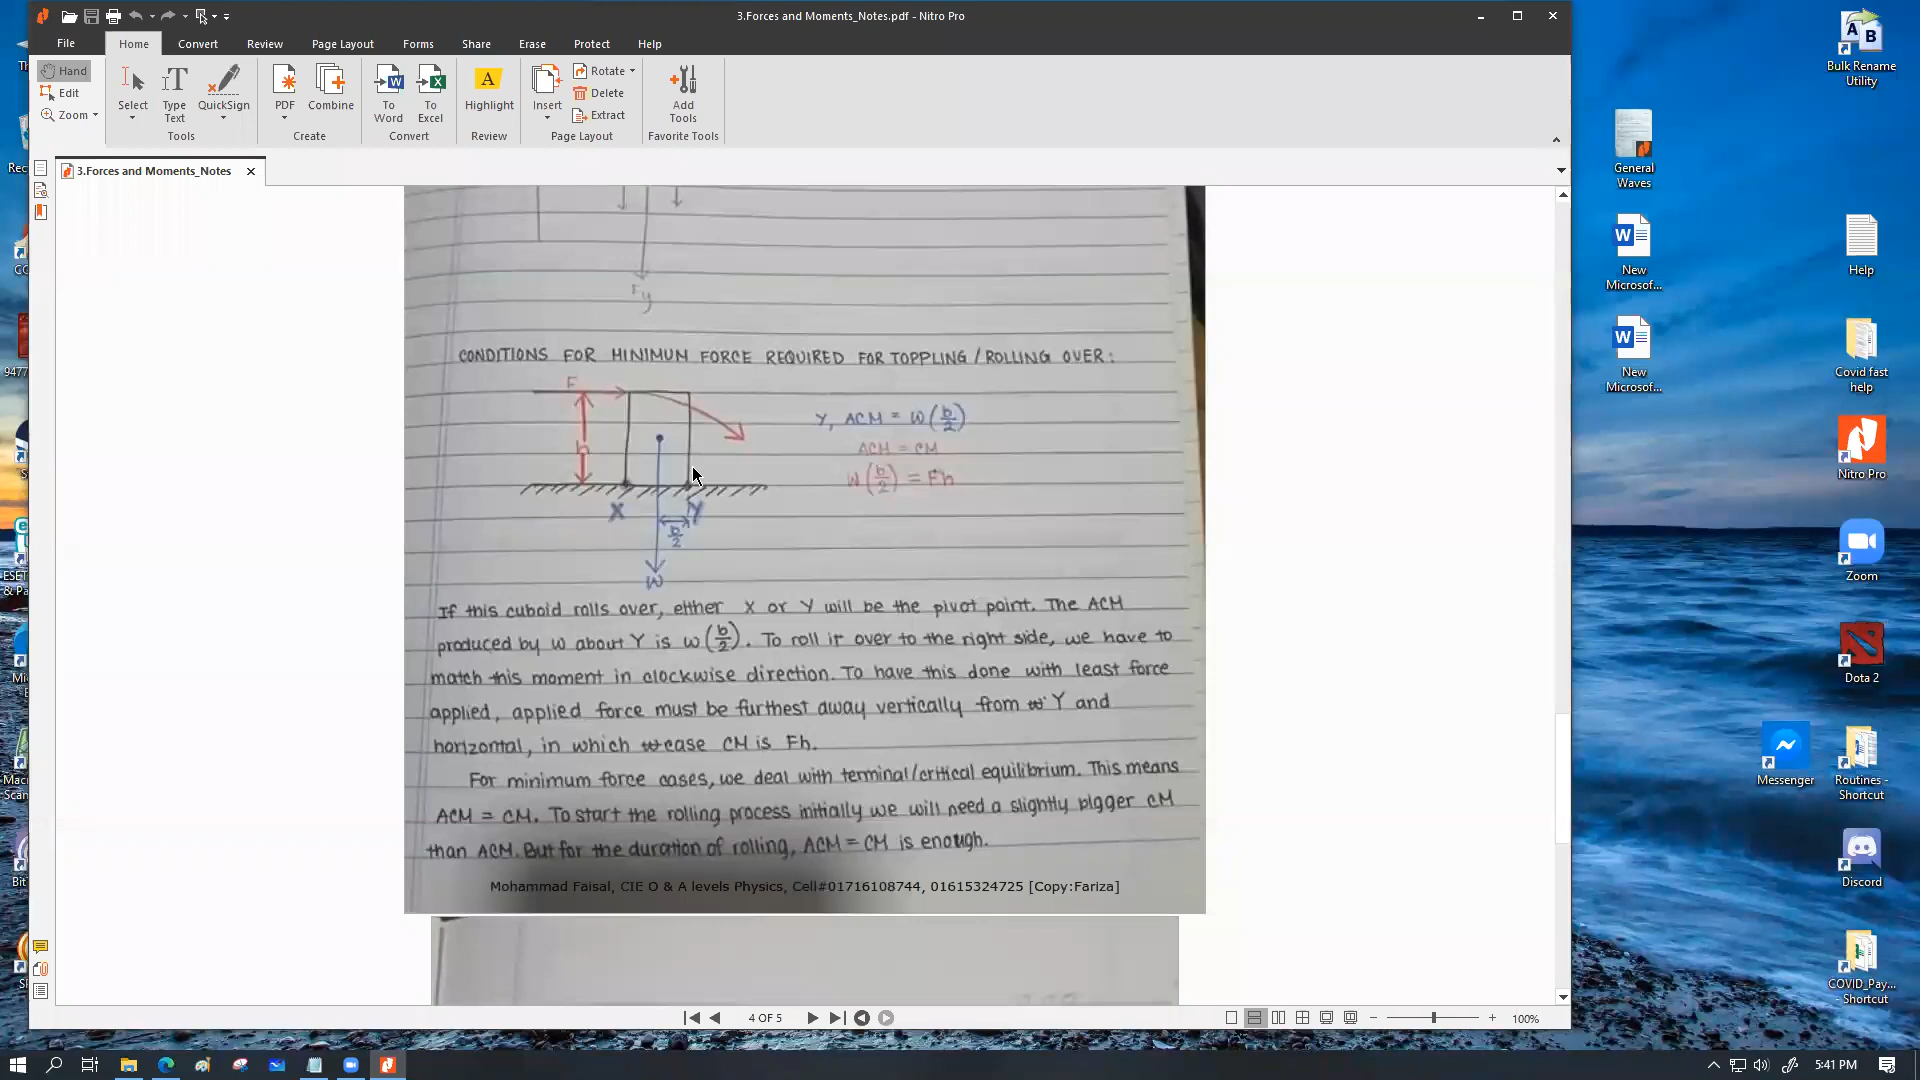 3.Forces and Moments_Notes.pdf - Nitro Pro
File Home Convert Review Page Layout Forms Share Erase Protect Help
Hand
Edit
Zoom
Select
Type Text
QuickSign
Tools
PDF
Combine
Create
To Word
To Excel
Convert
Highlight
Review
Insert
Rotate
Delete
Extract
Page Layout
Add Tools
Favorite Tools
3.Forces and Moments_Notes
Fy
CONDITIONS FOR MINIMUN FORCE REQUIRED FOR TOPPLING / ROLLING OVER:
F
h
X
Y
b/2
W
Y, ACM = W(b/2)
ACM = CM
W(b/2) = Fh
If this cuboid rolls over, either X or Y will be the pivot point. The ACM
produced by W about Y is W(b/2). To roll it over to the right side, we have to
match this moment in clockwise direction. To have this done with least force
applied, applied force must be furthest away vertically from Y and
horizontal, in which case CM is Fh.
For minimum force cases, we deal with terminal/critical equilibrium. This means
ACM = CM. To start the rolling process initially we will need a slightly bigger CM
than ACM. But for the duration of rolling, ACM = CM is enough.
Mohammad Faisal, CIE O & A levels Physics, Cell#01716108744, 01615324725 [Copy:Fariza]
4 OF 5
100%
Bulk Rename Utility
General Waves
New Microsof...
Help
New Microsof...
Covid fast help
Nitro Pro
Zoom
Dota 2
Messenger
Routines - Shortcut
Discord
COVID_Pay... - Shortcut
5:41 PM